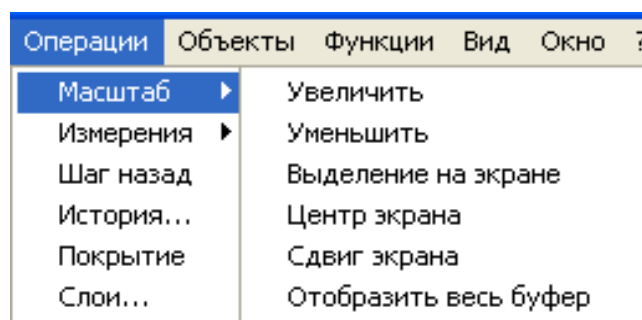 Операции Объекты Функции Вид Окно ?
Масштаб
Измерения
Шаг назад
История...
Покрытие
Слои...
Увеличить
Уменьшить
Выделение на экране
Центр экрана
Сдвиг экрана
Отобразить весь буфер